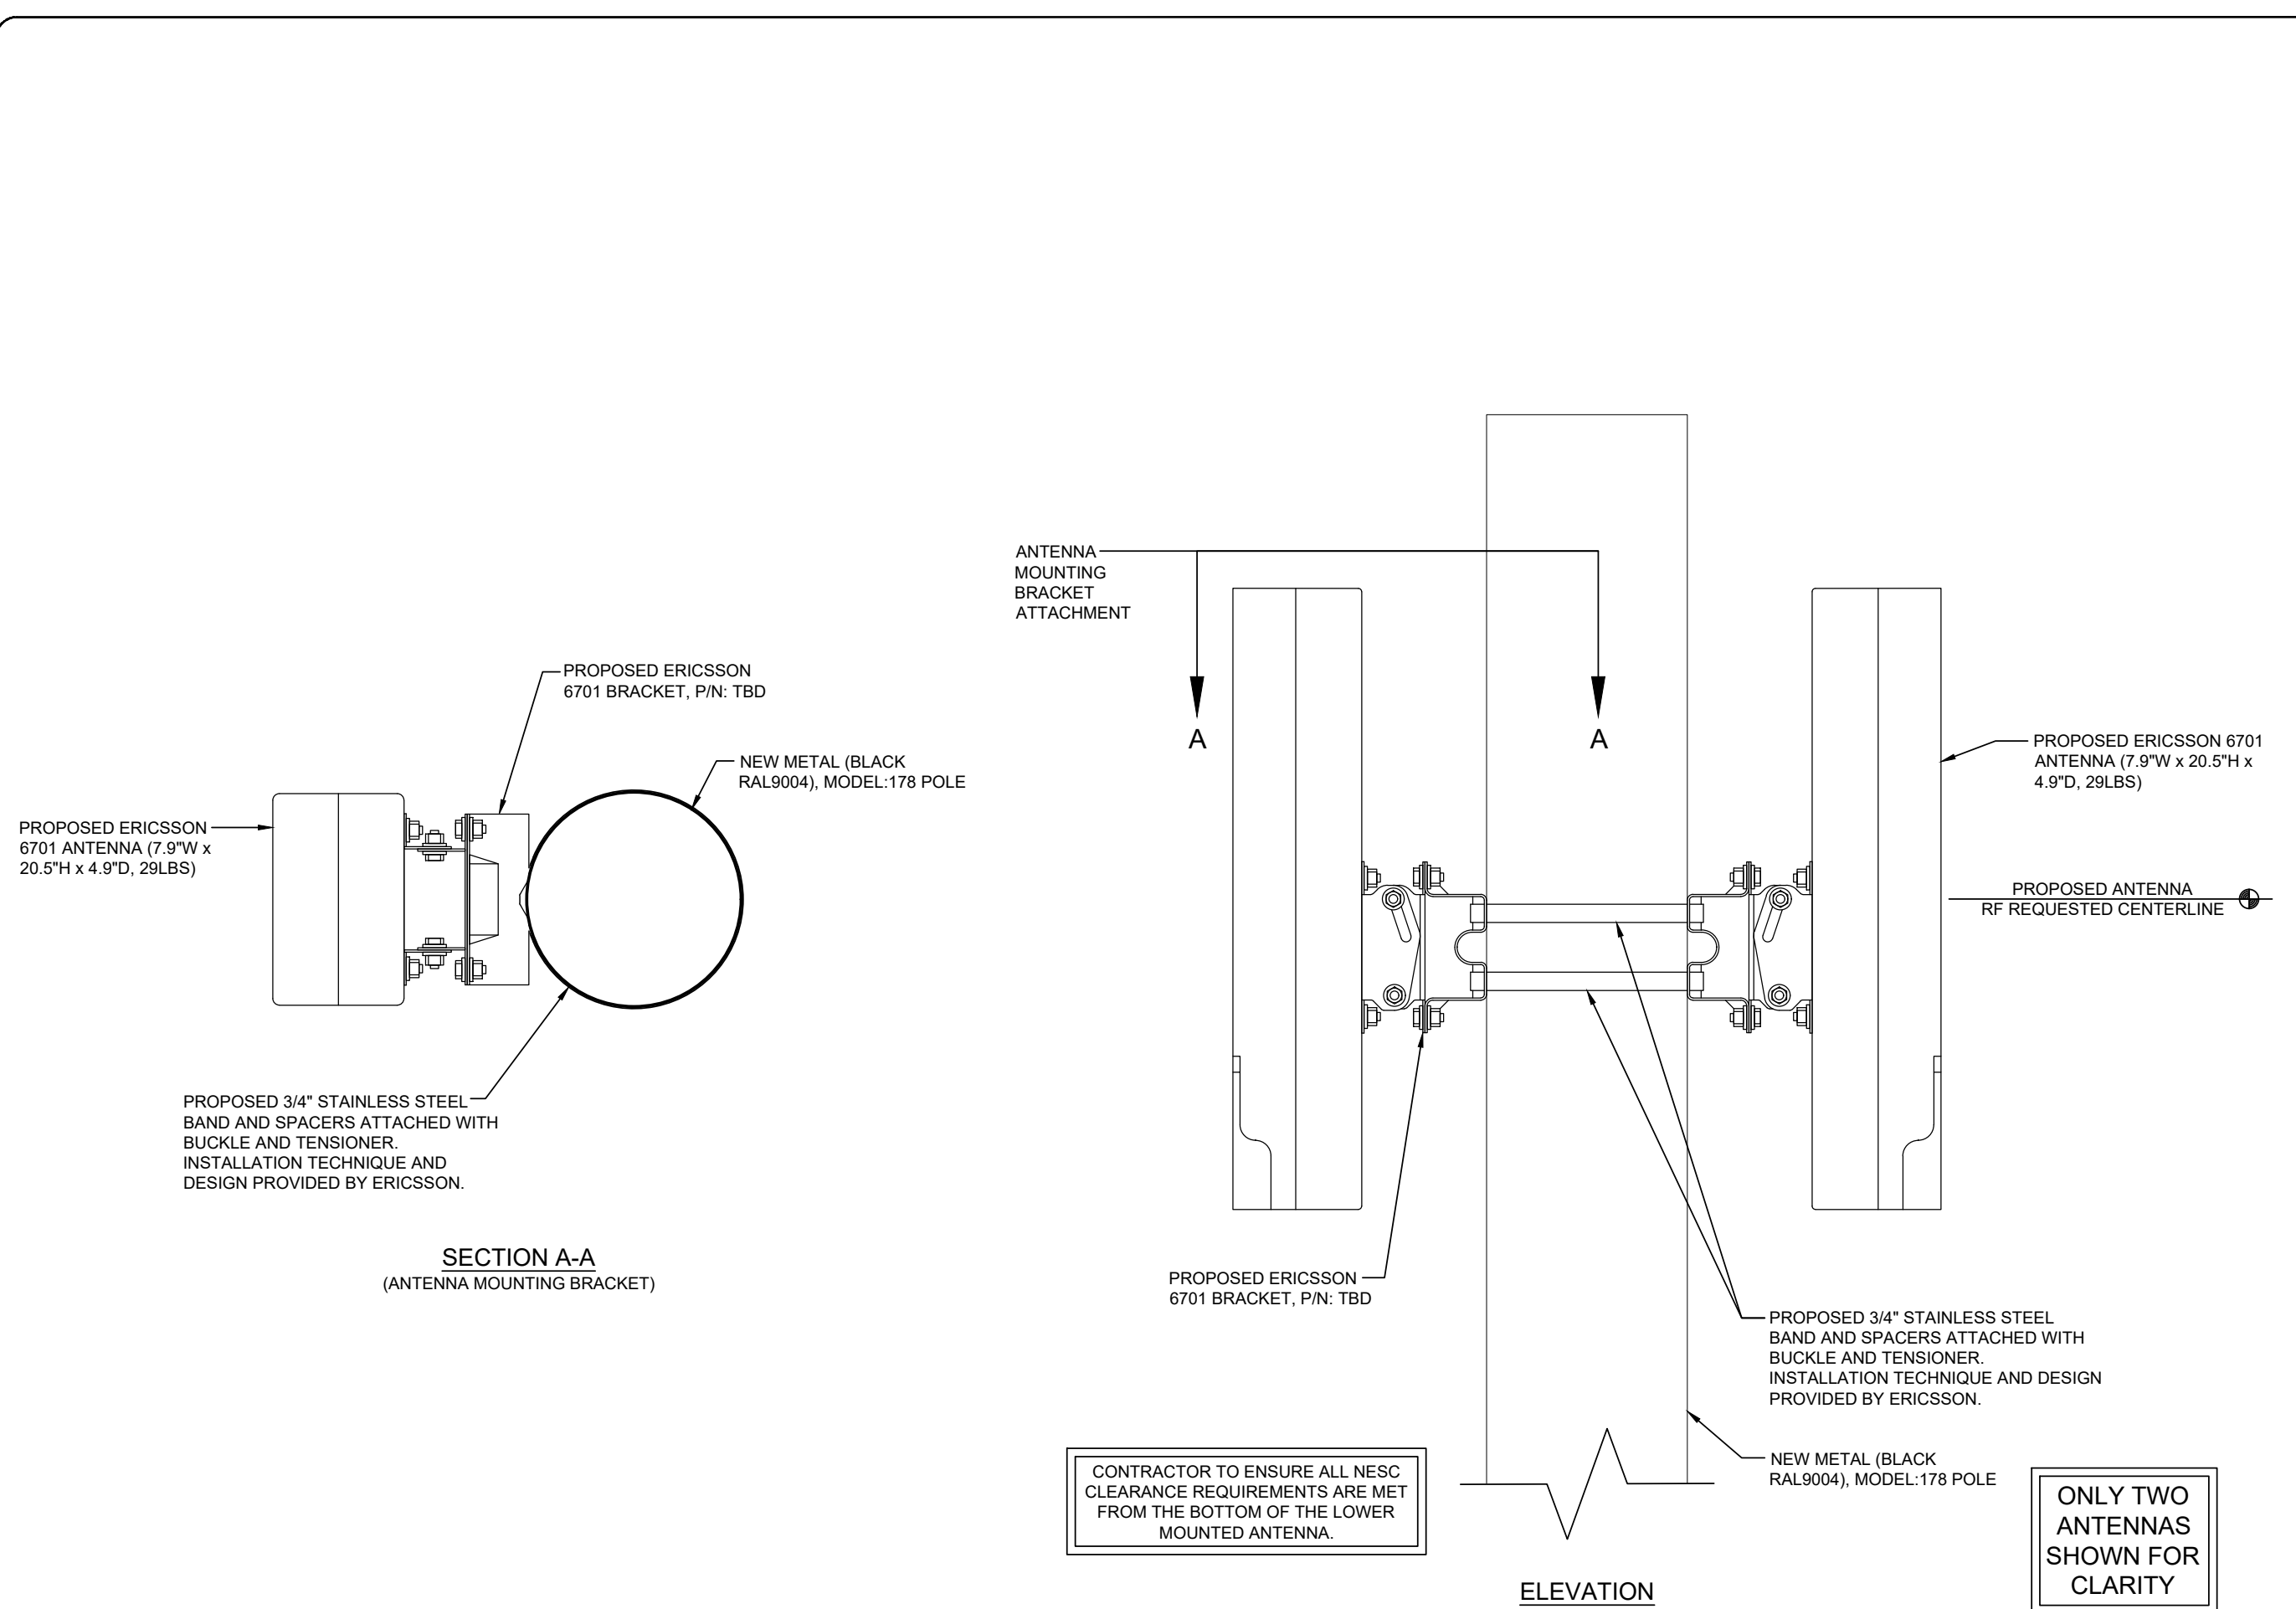 PROPOSED ERICSSON
6701 BRACKET, P/N: TBD
NEW METAL (BLACK
RAL9004), MODEL:178 POLE
PROPOSED ERICSSON
6701 ANTENNA (7.9"W x
20.5"H x 4.9"D, 29LBS)
PROPOSED 3/4" STAINLESS STEEL
BAND AND SPACERS ATTACHED WITH
BUCKLE AND TENSIONER.
INSTALLATION TECHNIQUE AND
DESIGN PROVIDED BY ERICSSON.
SECTION A-A
(ANTENNA MOUNTING BRACKET)
ANTENNA
MOUNTING
BRACKET
ATTACHMENT
A
A
PROPOSED ERICSSON 6701
ANTENNA (7.9"W x 20.5"H x
4.9"D, 29LBS)
PROPOSED ANTENNA
RF REQUESTED CENTERLINE
PROPOSED ERICSSON
6701 BRACKET, P/N: TBD
PROPOSED 3/4" STAINLESS STEEL
BAND AND SPACERS ATTACHED WITH
BUCKLE AND TENSIONER.
INSTALLATION TECHNIQUE AND DESIGN
PROVIDED BY ERICSSON.
NEW METAL (BLACK
RAL9004), MODEL:178 POLE
CONTRACTOR TO ENSURE ALL NESC
CLEARANCE REQUIREMENTS ARE MET
FROM THE BOTTOM OF THE LOWER
MOUNTED ANTENNA.
ONLY TWO
ANTENNAS
SHOWN FOR
CLARITY
ELEVATION